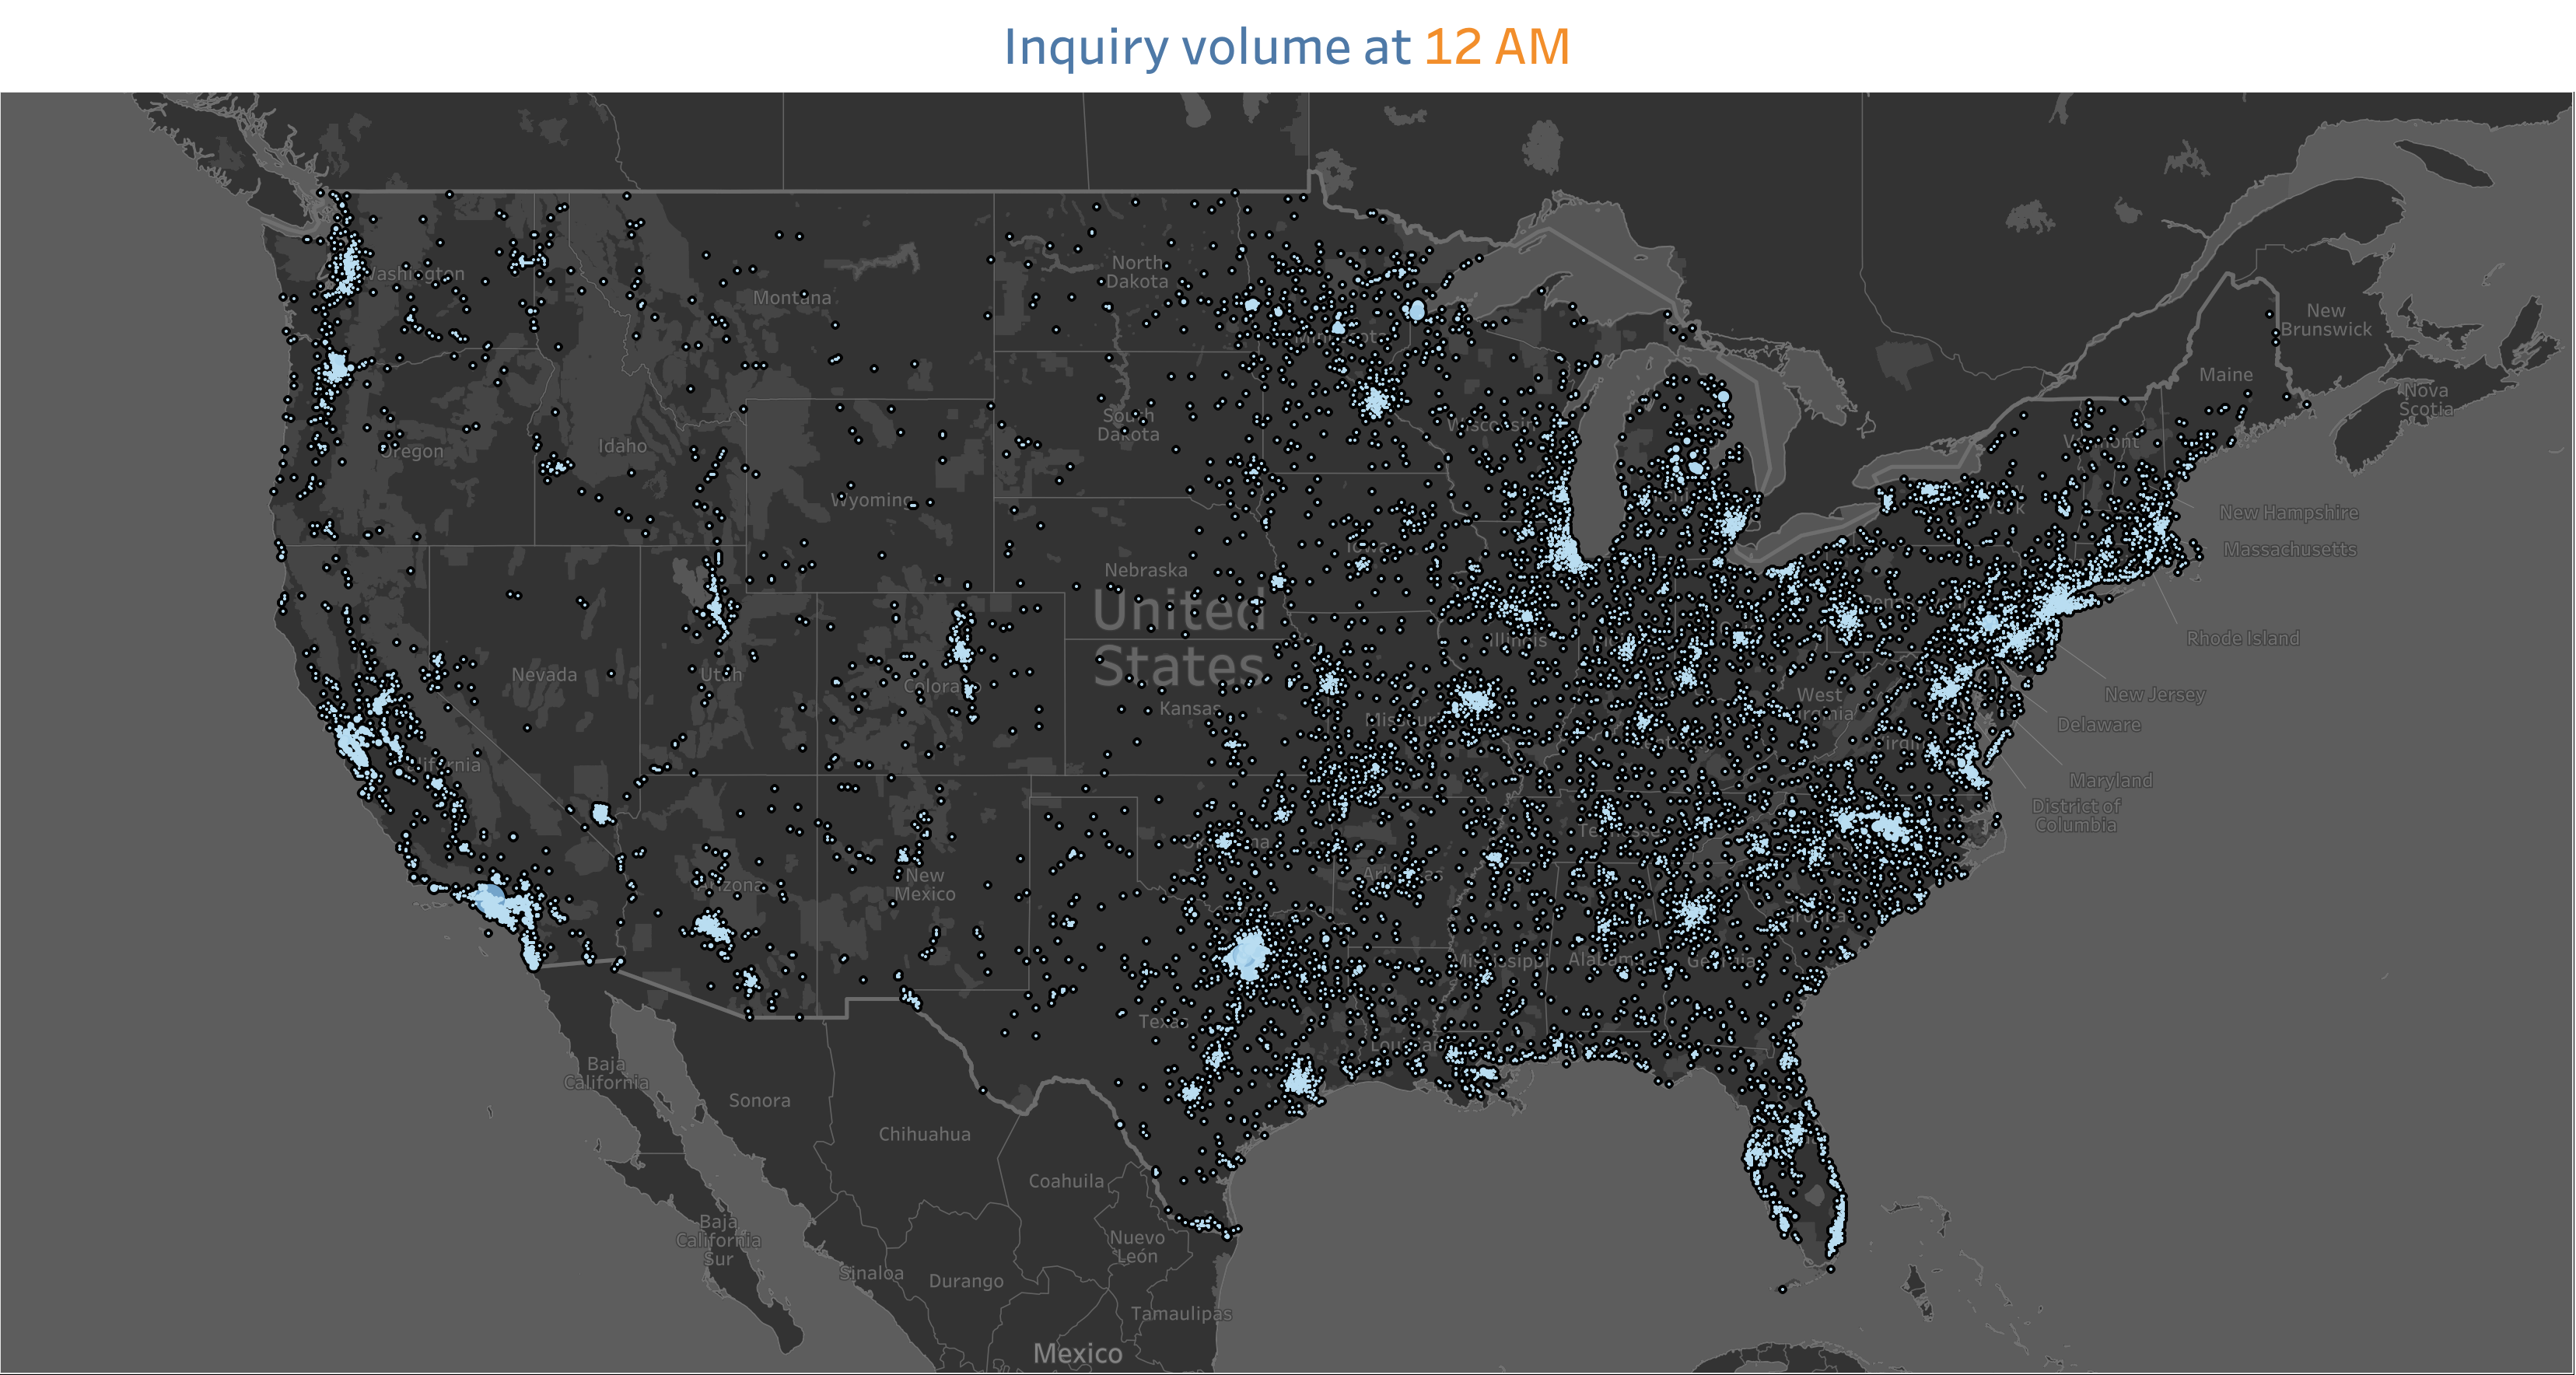 Inquiry volume at 12 AM
Washington
Montana
North
Dakota
Minnesota
New
Brunswick
Maine
Nova
Scotia
South
Dakota
Wisconsin
Vermont
Oregon
Idaho
Wyoming
New Hampshire
Massachusetts
Iowa
Nebraska
United
States
Illinois
Rhode Island
Nevada
Utah
Colorado
Kansas
Missouri
West
Virginia
New Jersey
Delaware
California
Virginia
Maryland
District of
Columbia
Tennessee
Oklahoma
Arkansas
Arizona
New
Mexico
Mississippi
Alabama
Georgia
Texas
Louisiana
Baja
California
Sonora
Chihuahua
Coahuila
Baja
California
Sur
Nuevo
León
Sinaloa
Durango
Tamaulipas
Mexico